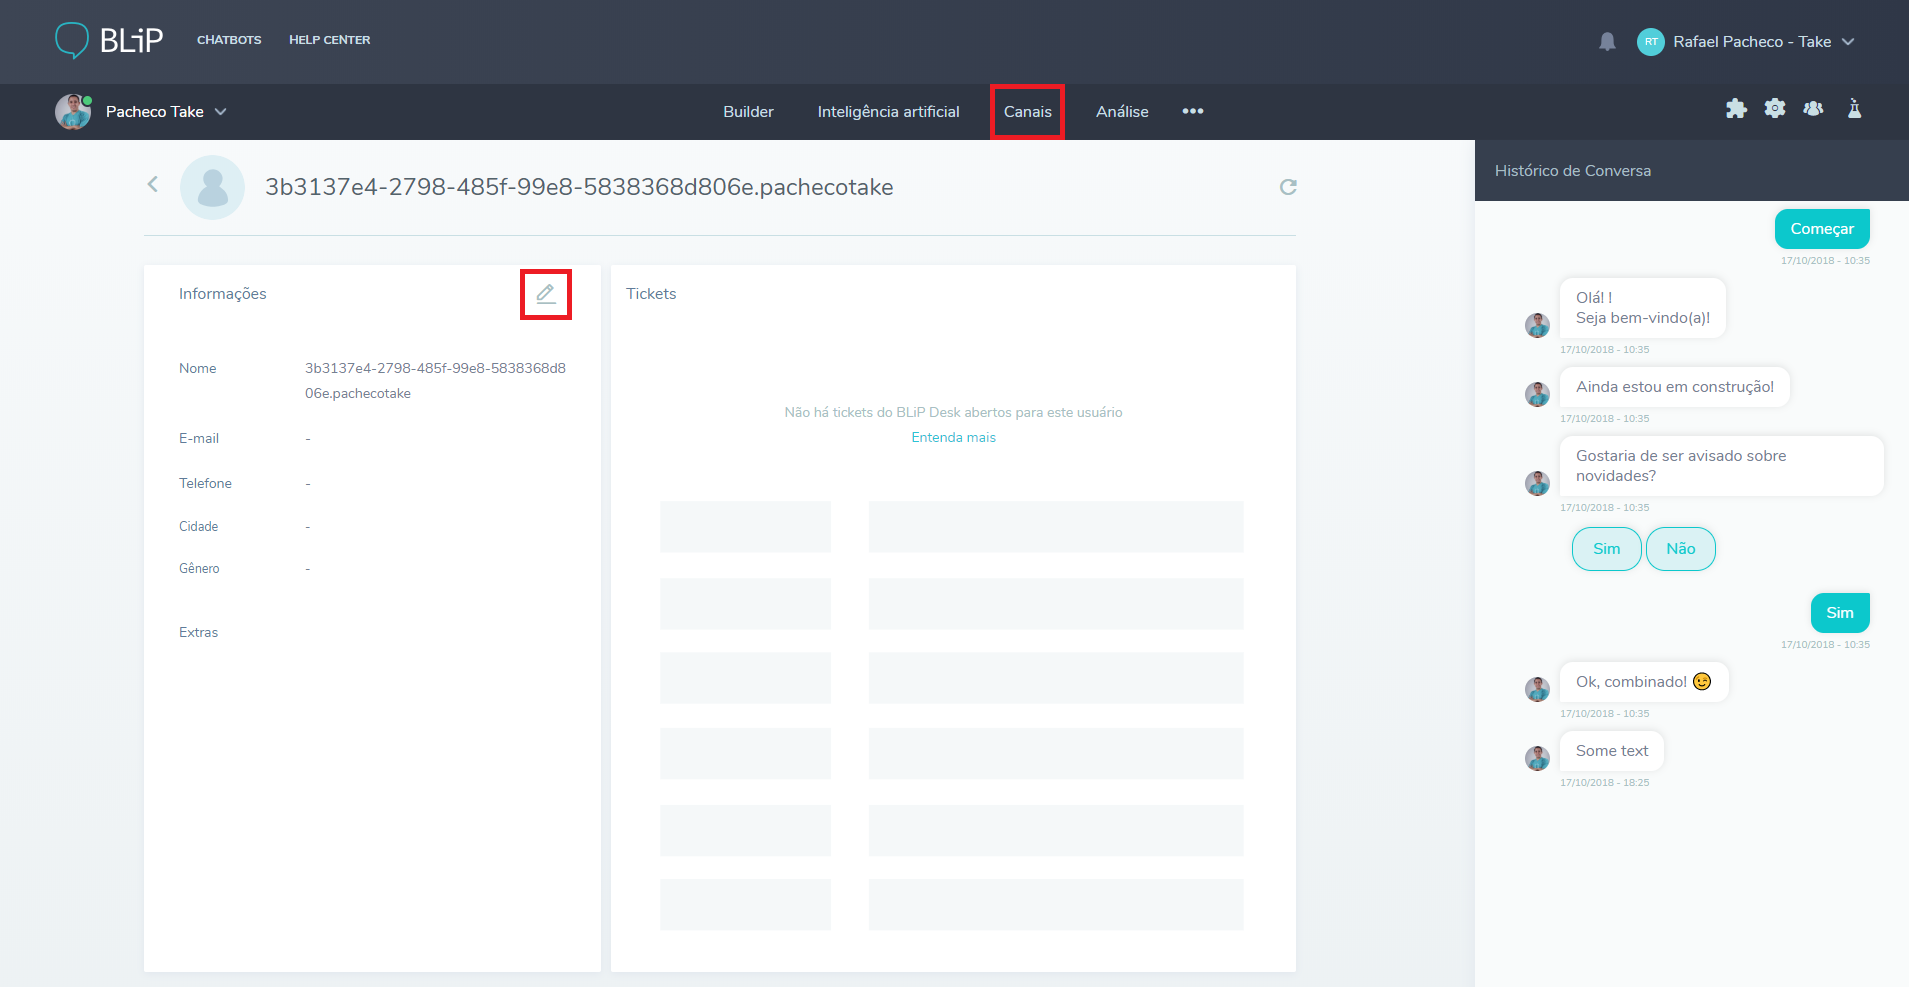 BLiP
CHATBOTS
HELP CENTER
RT
Rafael Pacheco - Take
Pacheco Take
Builder
Inteligência artificial
Canais
Análise
3b3137e4-2798-485f-99e8-5838368d806e.pachecotake
Informações
Nome
3b3137e4-2798-485f-99e8-5838368d8
06e.pachecotake
E-mail
-
Telefone
-
Cidade
-
Gênero
-
Extras
Tickets
Não há tickets do BLiP Desk abertos para este usuário
Entenda mais
Histórico de Conversa
Começar
17/10/2018 - 10:35
Olá! !
Seja bem-vindo(a)!
17/10/2018 - 10:35
Ainda estou em construção!
17/10/2018 - 10:35
Gostaria de ser avisado sobre
novidades?
17/10/2018 - 10:35
Sim
Não
Sim
17/10/2018 - 10:35
Ok, combinado! 😉
17/10/2018 - 10:35
Some text
17/10/2018 - 18:25